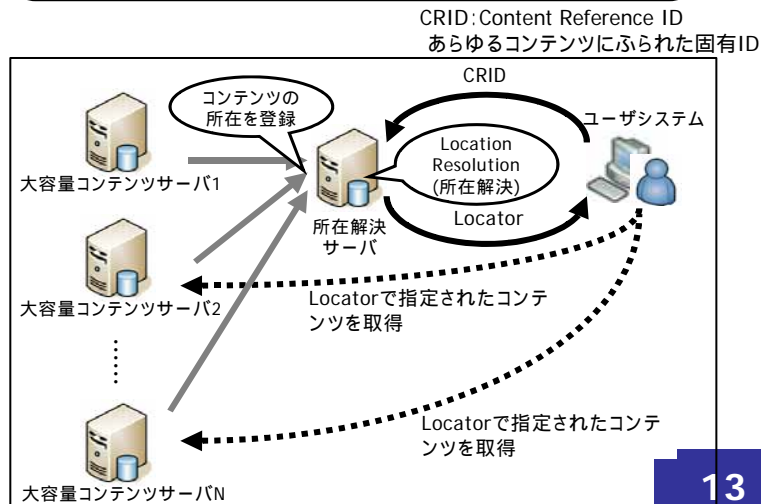 CRID:Content Reference ID
あらゆるコンテンツにふられた固有ID
CRID
コンテンツの
所在を登録
ユーザシステム
Location
Resolution
(所在解決)
大容量コンテンツサーバ1
所在解決
サーバ
Locator
Locatorで指定されたコンテ
ンツを取得
大容量コンテンツサーバ2
Locatorで指定されたコンテ
ンツを取得
大容量コンテンツサーバN
13